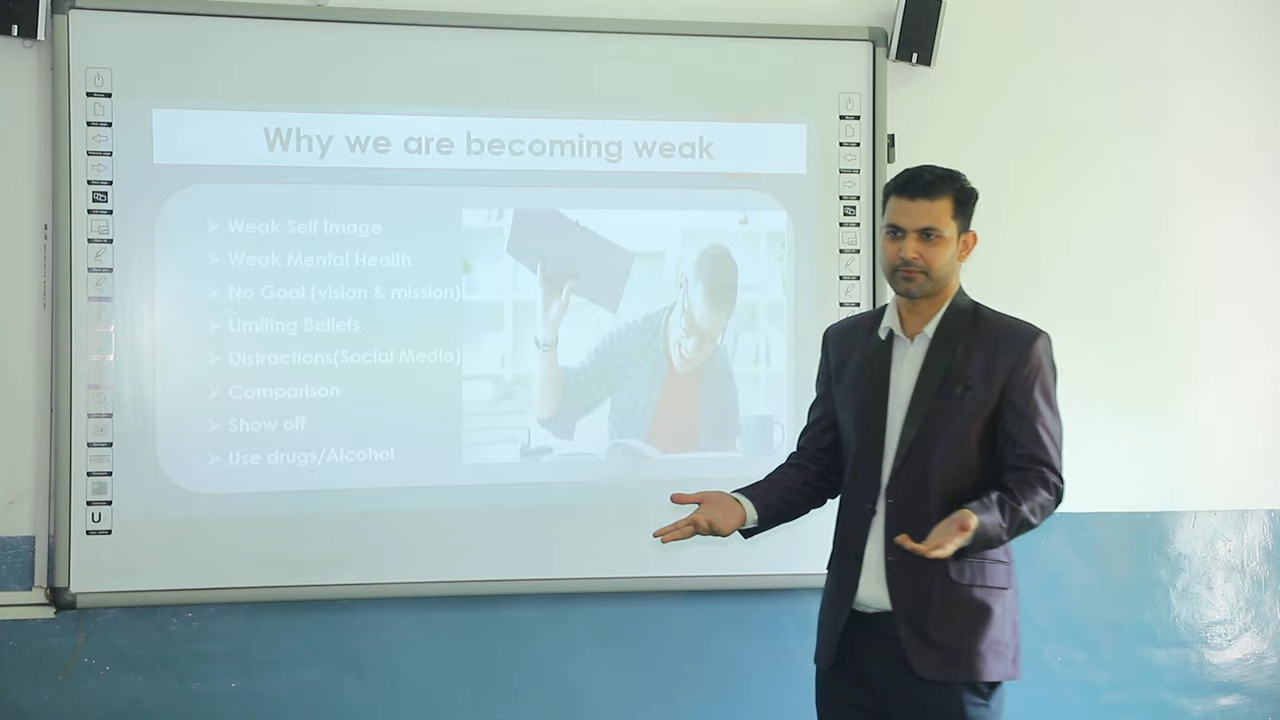 Why we are becoming weak
➢ Weak Self Image
➢ Weak Mental Health
➢ No Goal (vision & mission)
➢ Limiting Beliefs
➢ Distractions(Social Media)
➢ Comparison
➢ Show off
➢ Use drugs/Alcohol
U